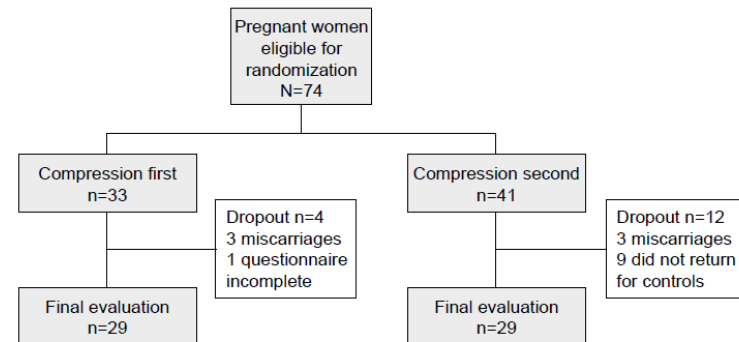 Pregnant women
eligible for
randomization
N=74
Compression first
n=33
Compression second
n=41
Dropout n=4
3 miscarriages
1 questionnaire
incomplete
Dropout n=12
3 miscarriages
9 did not return
for controls
Final evaluation
n=29
Final evaluation
n=29